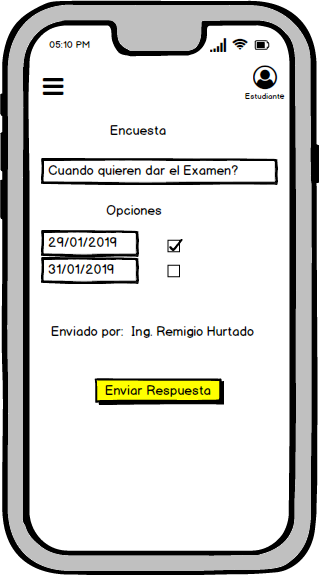 05:10 PM
Estudiante
Encuesta
Cuando quieren dar el Examen?
Opciones
29/01/2019
31/01/2019
Enviado por: Ing. Remigio Hurtado
Enviar Respuesta